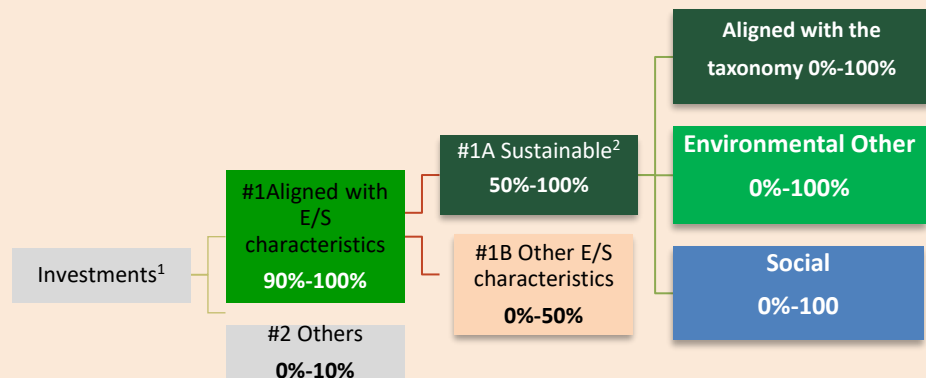 Investments1
#1Aligned with
E/S
characteristics
90%-100%
#2 Others
0%-10%
#1A Sustainable2
50%-100%
#1B Other E/S
characteristics
0%-50%
Aligned with the
taxonomy 0%-100%
Environmental Other
0%-100%
Social
0%-100